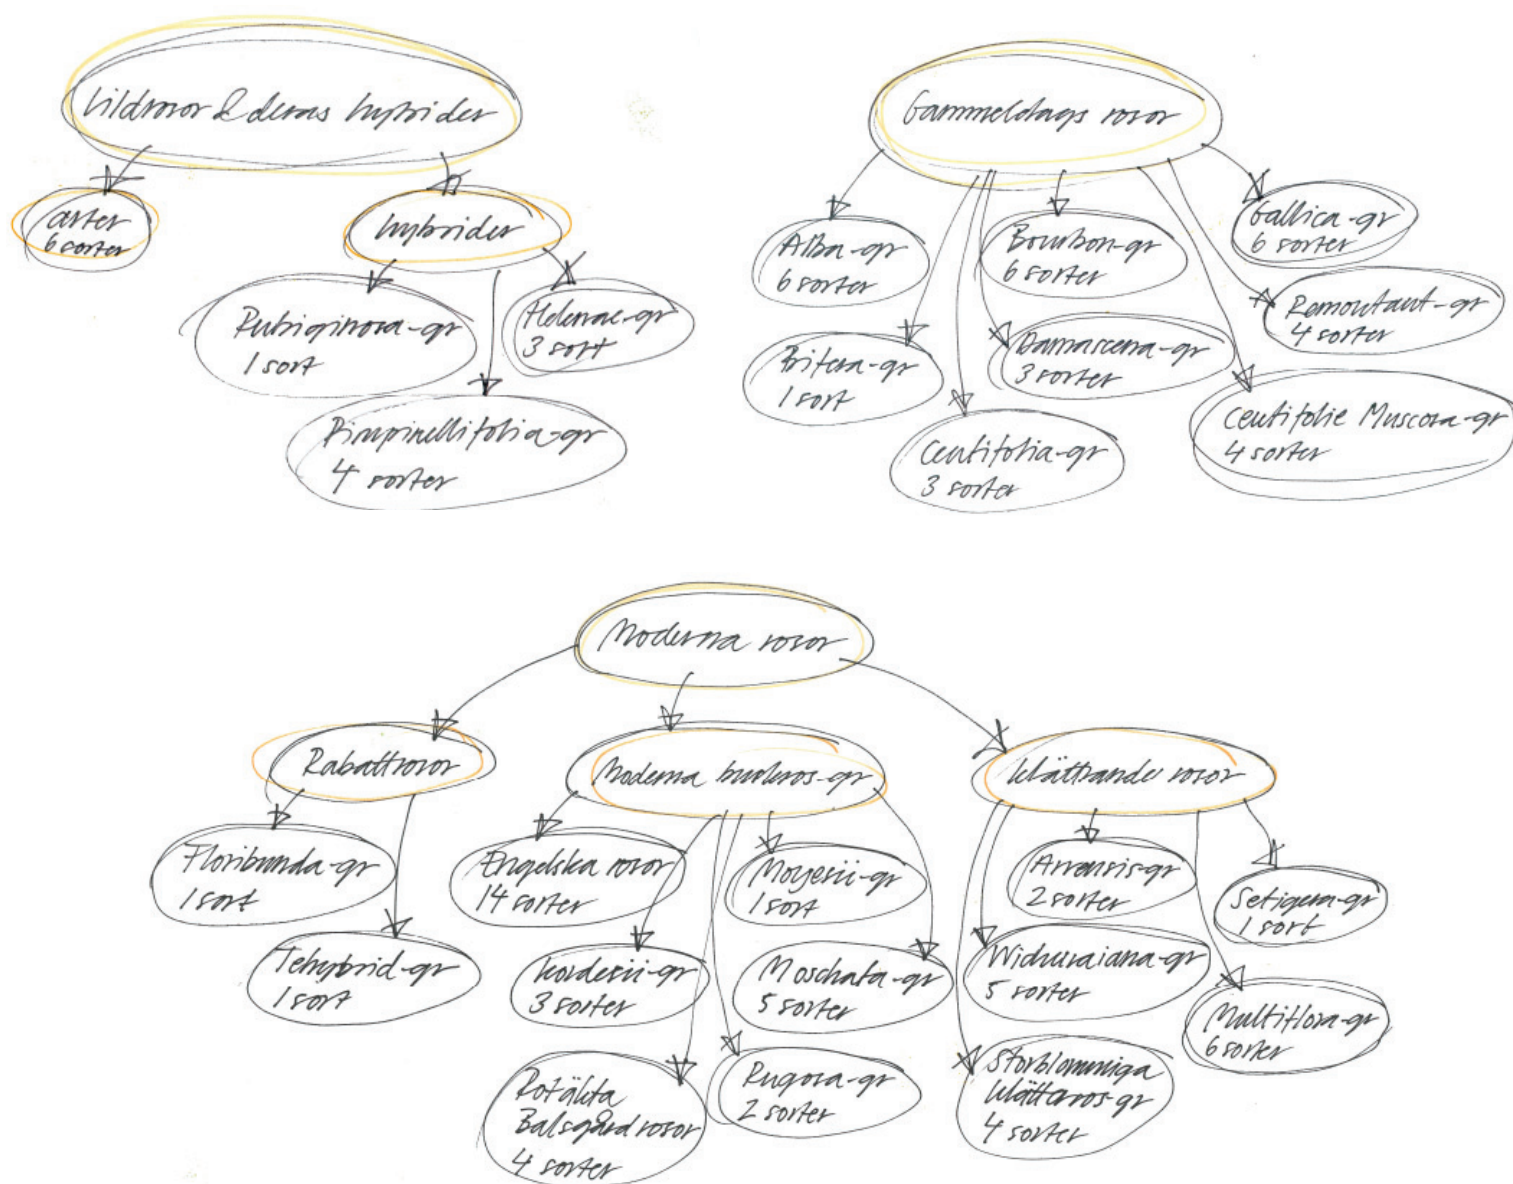 Vildrosor & deras hybrider
arter
6 sorter
hybrider
Rubiginosa-gr
1 sort
Helenae-gr
3 sort
Pimpinellifolia-gr
4 sorter
Gammeldags rosor
Alba-gr
6 sorter
Bourbon-gr
6 sorter
Gallica-gr
6 sorter
Remontant-gr
4 sorter
Bifera-gr
1 sort
Damascena-gr
3 sorter
Centifolia-gr
3 sorter
Centifolie Muscosa-gr
4 sorter
Moderna rosor
Rabattrosor
Moderna buskros-gr
klättrande rosor
Floribunda-gr
1 sort
Tehybrid-gr
1 sort
Engelska rosor
14 sorter
Moyesii-gr
1 sort
Kordesii-gr
3 sorter
Moschata-gr
5 sorter
Rotäkta
Balsgårdrosor
4 sorter
Rugosa-gr
2 sorter
Arvensis-gr
2 sorter
Setigera-gr
1 sort
Wichuraiana-gr
5 sorter
Multiflora-gr
6 sorter
Storblommiga
klätterros-gr
4 sorter